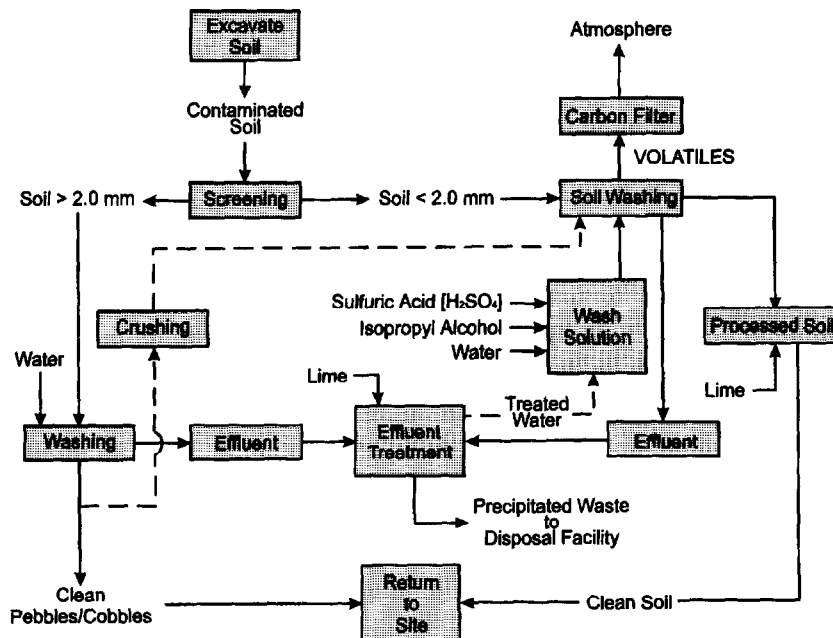 Excavate
Soil
Atmosphere
Contaminated
Soil
Carbon Filter
VOLATILES
Soil > 2.0 mm
Screening
Soil < 2.0 mm
Soil Washing
Sulfuric Acid [H₂SO₄]
Isopropyl Alcohol
Water
Wash
Solution
Crushing
Processed Soil
Water
Lime
Lime
Treated
Water
Washing
Effluent
Effluent
Treatment
Effluent
Precipitated Waste
to
Disposal Facility
Clean
Pebbles/Cobbles
Return
to
Site
Clean Soil